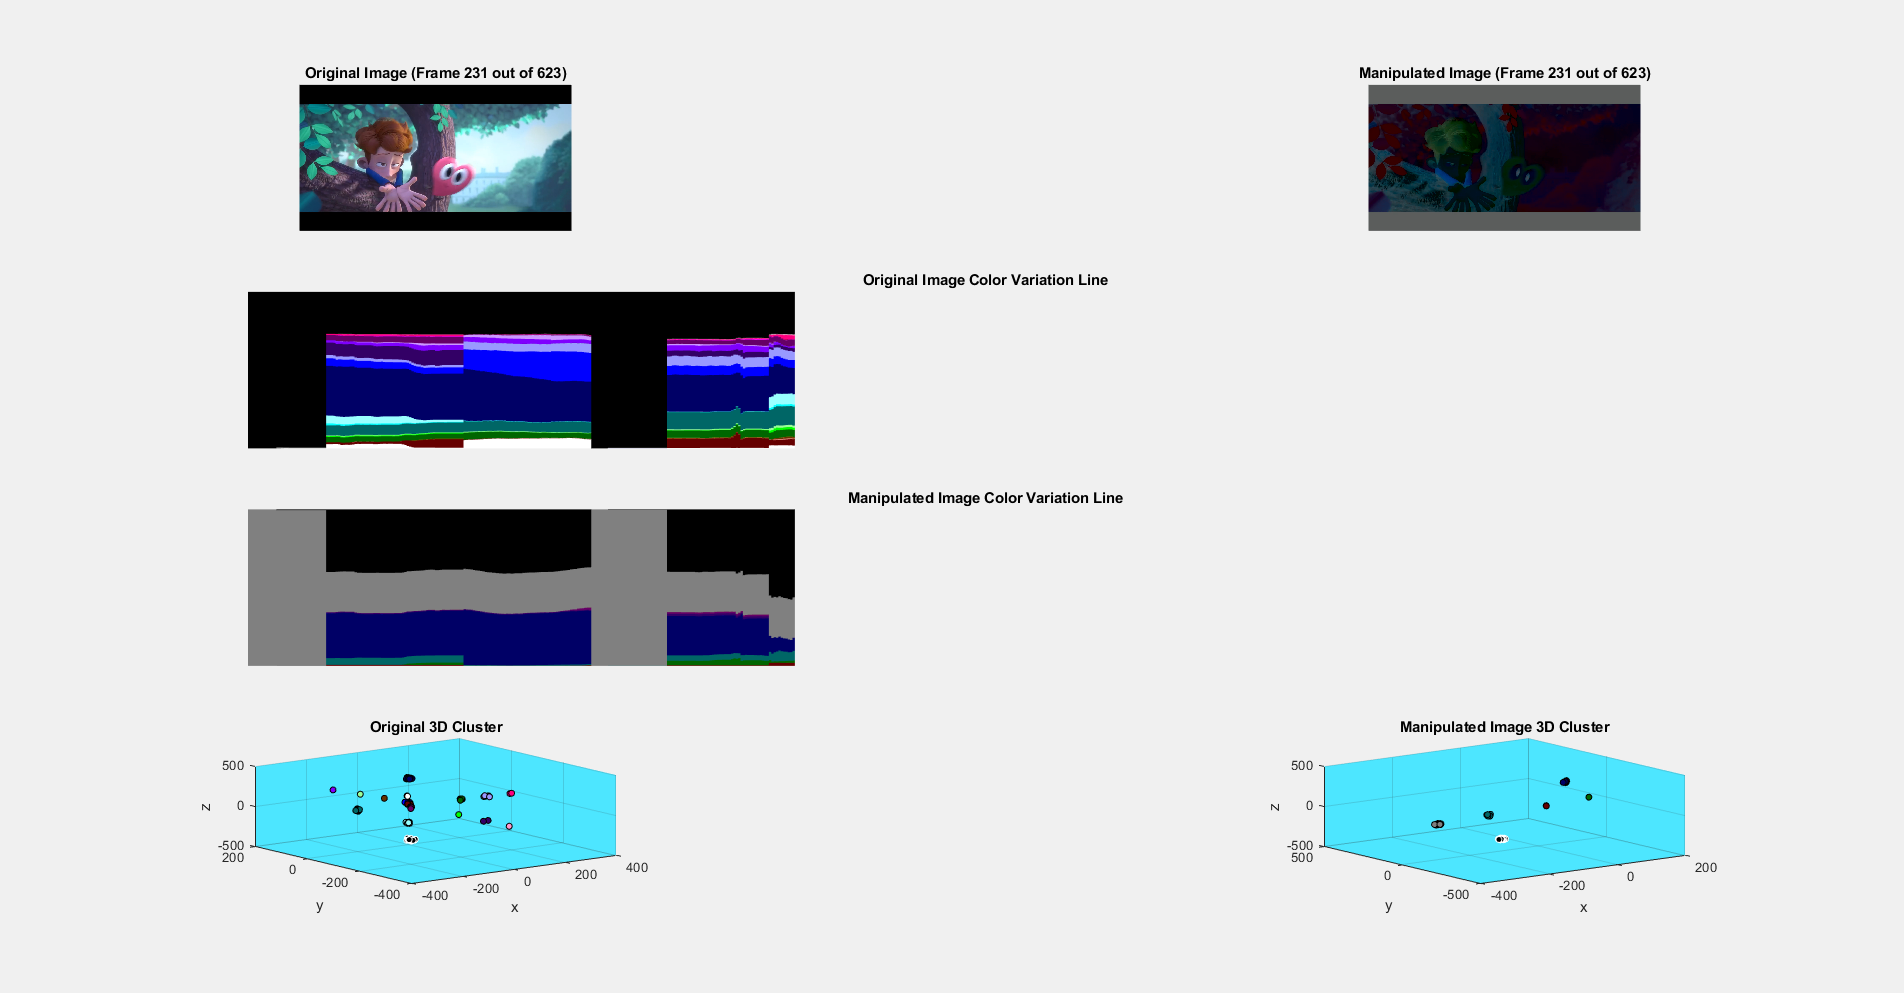 Original Image (Frame 231 out of 623)
Manipulated Image (Frame 231 out of 623)
Original Image Color Variation Line
Manipulated Image Color Variation Line
Original 3D Cluster
500
0
-500
z
200
0
-200
-400
y
-400
-200
0
200
400
x
Manipulated Image 3D Cluster
500
0
-500
z
500
0
-500
y
-400
-200
0
200
x